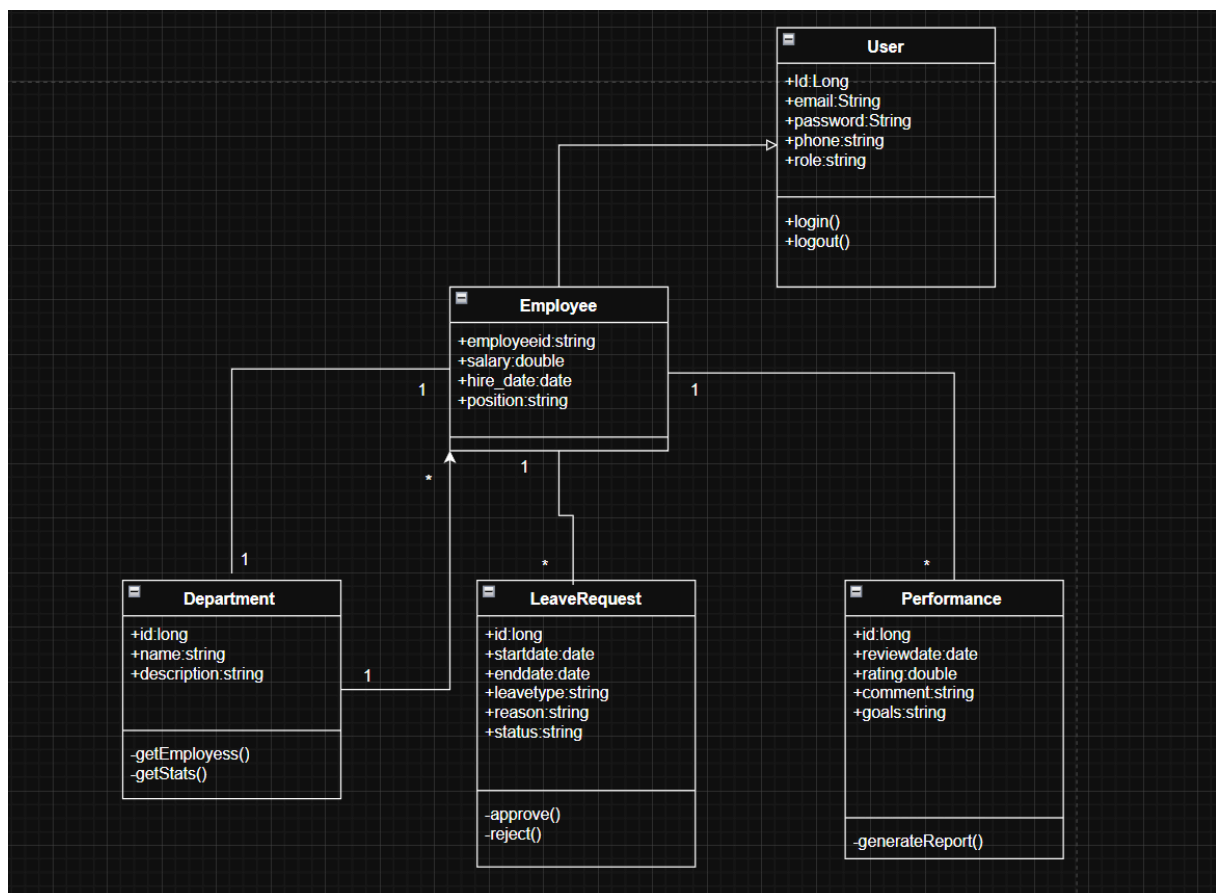 User
+Id:Long
+email:String
+password:String
+phone:string
+role:string
+login()
+logout()
Employee
+employeeid:string
+salary:double
+hire_date:date
+position:string
1
1
*
1
1
*
*
Department
+id:long
+name:string
+description:string
1
-getEmployess()
-getStats()
LeaveRequest
+id:long
+startdate:date
+enddate:date
+leavetype:string
+reason:string
+status:string
-approve()
-reject()
Performance
+id:long
+reviewdate:date
+rating:double
+comment:string
+goals:string
-generateReport()